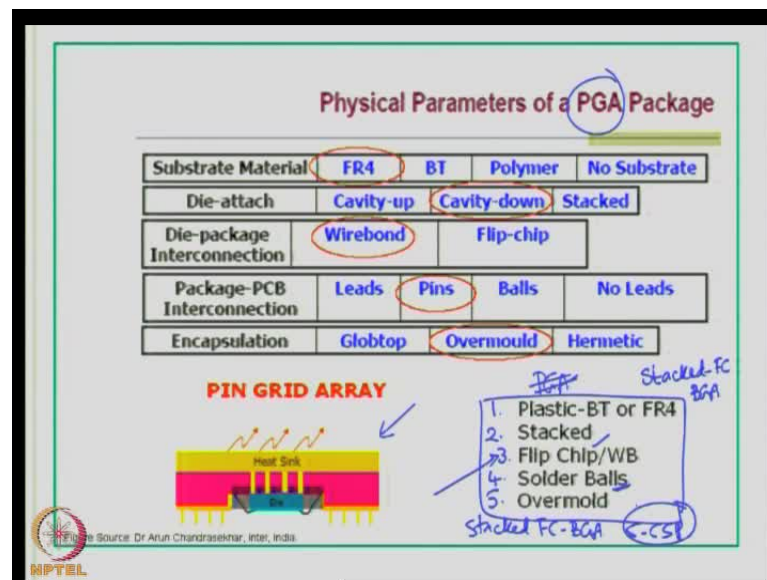 Physical Parameters of a PGA Package
Substrate Material FR4 BT Polymer No Substrate
Die-attach Cavity-up Cavity-down Stacked
Die-package Interconnection Wirebond Flip-chip
Package-PCB Interconnection Leads Pins Balls No Leads
Encapsulation Globtop Overmould Hermetic
PIN GRID ARRAY
Heat Sink
Die
PGA
Stacked-FC
BGA
1. Plastic-BT or FR4
2. Stacked
3. Flip Chip/WB
4. Solder Balls
5. Overmold
Stacked FC-BGA S-CSP
Source: Dr Arun Chandrasekhar, Inter, India.
NPTEL